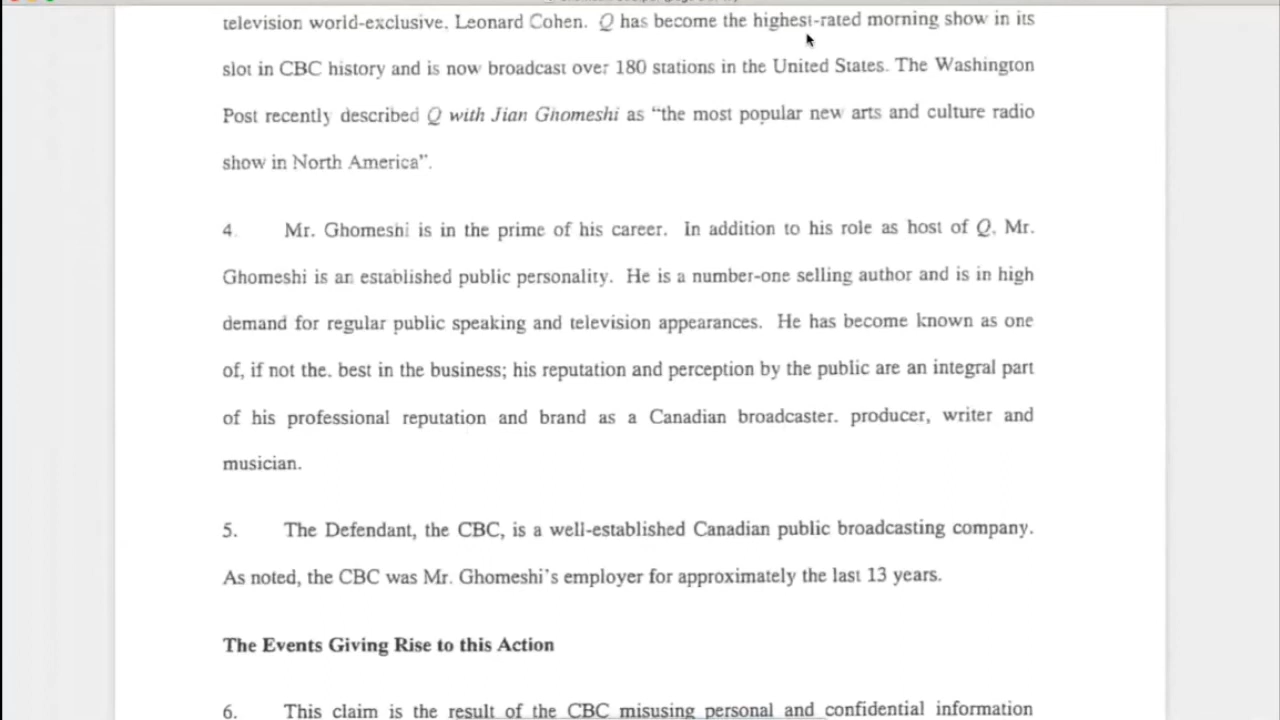 television world-exclusive, Leonard Cohen. Q has become the highest-rated morning show in its
slot in CBC history and is now broadcast over 180 stations in the United States. The Washington
Post recently described Q with Jian Ghomeshi as “the most popular new arts and culture radio
show in North America”.
4. Mr. Ghomeshi is in the prime of his career. In addition to his role as host of Q, Mr.
Ghomeshi is an established public personality. He is a number-one selling author and is in high
demand for regular public speaking and television appearances. He has become known as one
of, if not the. best in the business; his reputation and perception by the public are an integral part
of his professional reputation and brand as a Canadian broadcaster. producer, writer and
musician.
5. The Defendant, the CBC, is a well-established Canadian public broadcasting company.
As noted, the CBC was Mr. Ghomeshi’s employer for approximately the last 13 years.
The Events Giving Rise to this Action
6. This claim is the result of the CBC misusing personal and confidential information